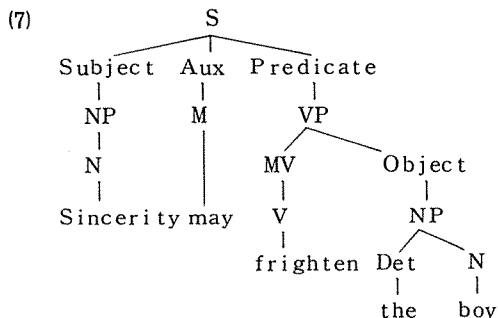 (7) S
Subject Aux Predicate
NP M VP
MV Object
N
Sincerity may V NP
frighten Det N
the boy